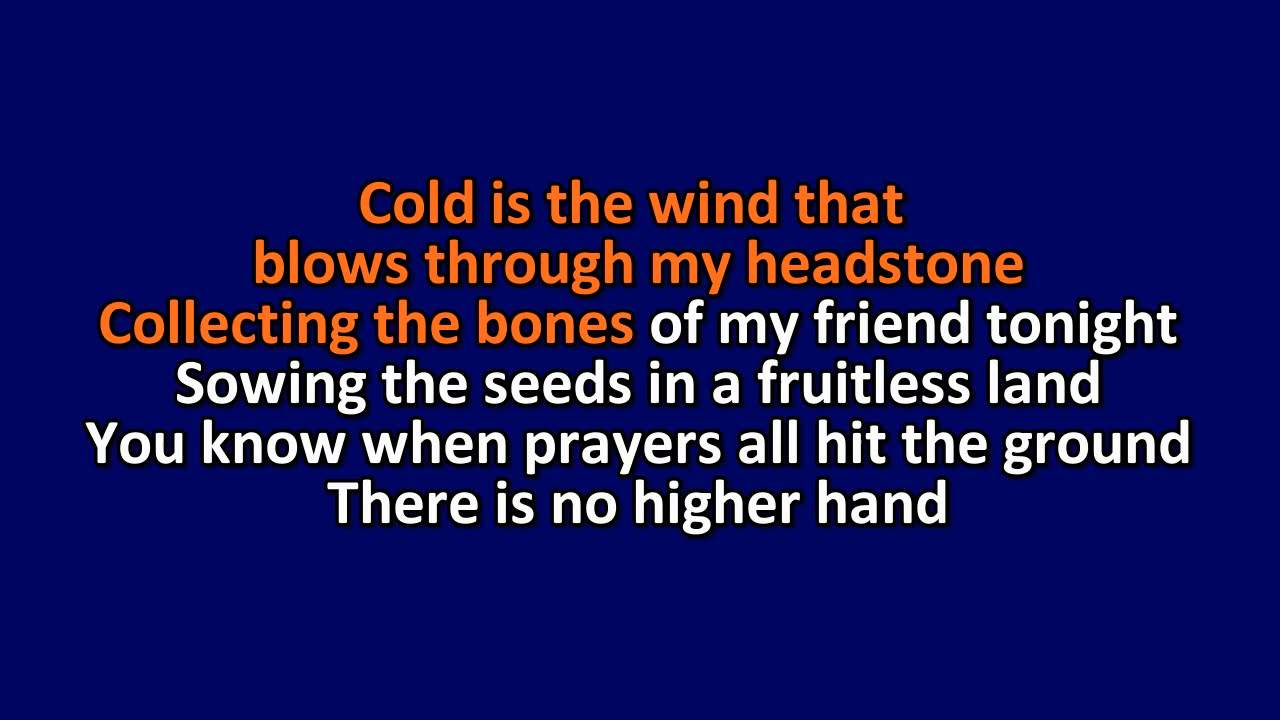 Cold is the wind that
blows through my headstone
Collecting the bones of my friend tonight
Sowing the seeds in a fruitless land
You know when prayers all hit the ground
There is no higher hand